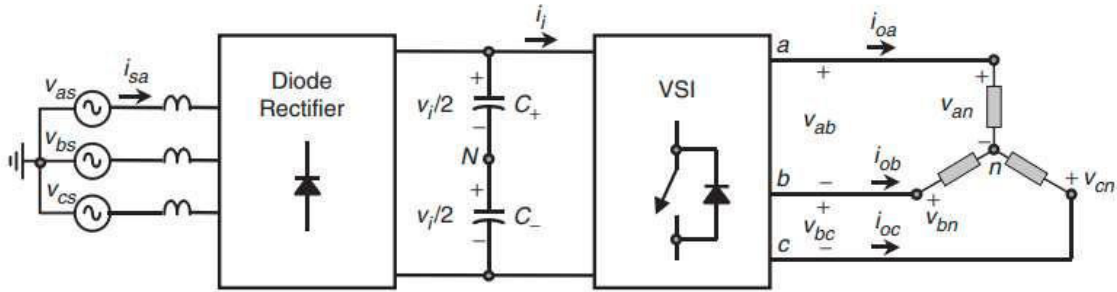 v_as
i_sa
v_bs
v_cs
Diode
Rectifier
i_i
+
v_i/2
C_+
−
N
+
v_i/2
C_−
−
VSI
a
i_oa
+
v_ab
+
v_an
−
b
−
i_ob
n
+
v_cn
+
v_bc
+
v_bn
c
−
i_oc